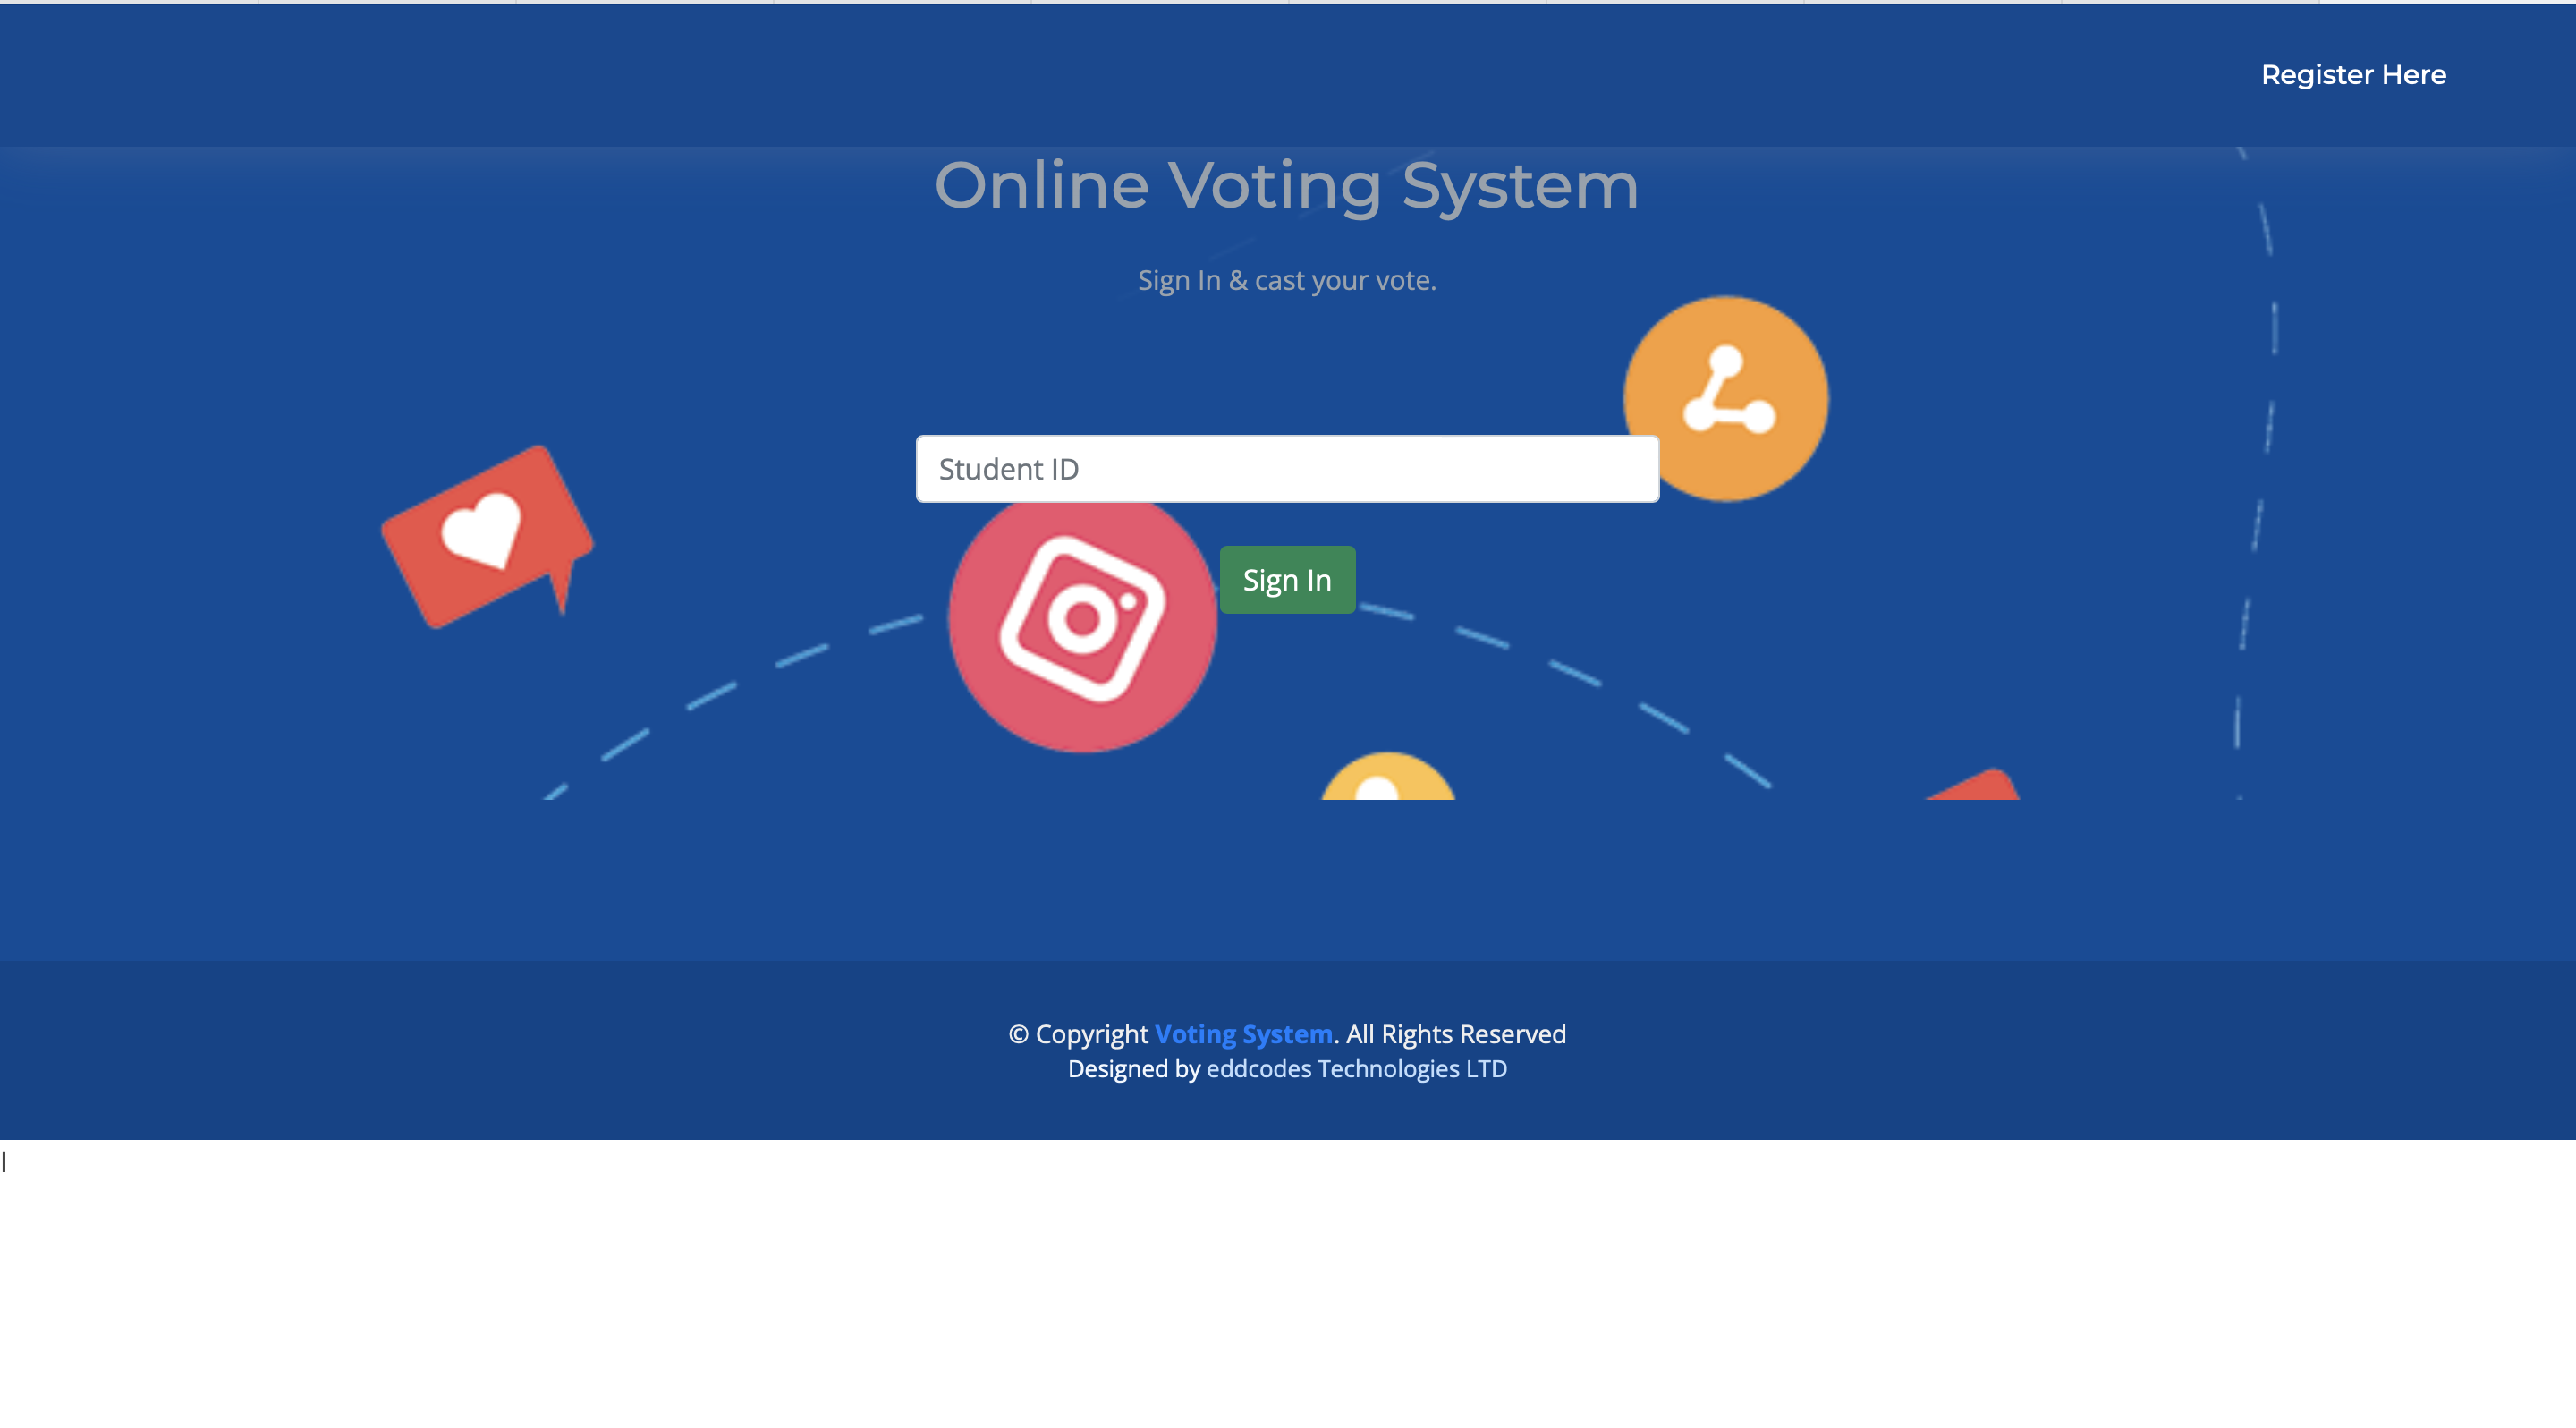 Register Here
Online Voting System
Sign In & cast your vote.
Student ID
Sign In
© Copyright Voting System. All Rights Reserved
Designed by eddcodes Technologies LTD
l